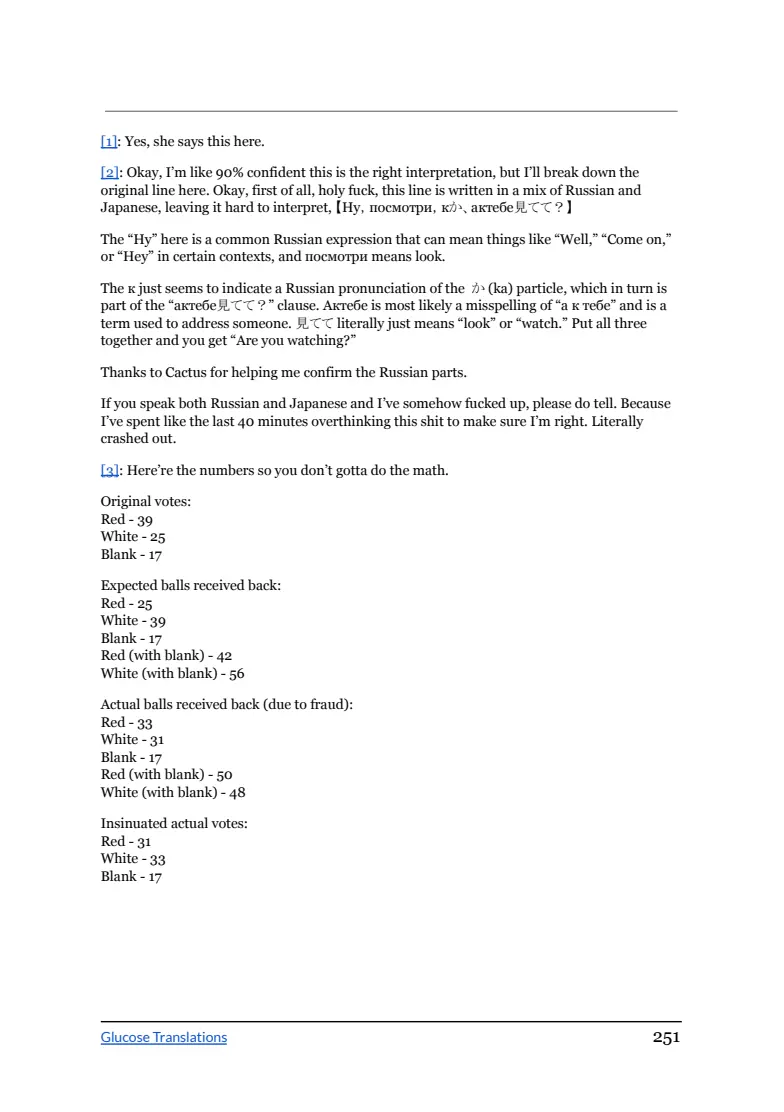 [1]: Yes, she says this here.
[2]: Okay, I’m like 90% confident this is the right interpretation, but I’ll break down the
original line here. Okay, first of all, holy fuck, this line is written in a mix of Russian and
Japanese, leaving it hard to interpret,【Ну, посмотри, кか、актебе見てて？】
The “Ну” here is a common Russian expression that can mean things like “Well,” “Come on,”
or “Hey” in certain contexts, and посмотри means look.
The к just seems to indicate a Russian pronunciation of the か (ka) particle, which in turn is
part of the “актебе見てて？” clause. Актебе is most likely a misspelling of “а к тебе” and is a
term used to address someone. 見てて literally just means “look” or “watch.” Put all three
together and you get “Are you watching?”
Thanks to Cactus for helping me confirm the Russian parts.
If you speak both Russian and Japanese and I’ve somehow fucked up, please do tell. Because
I’ve spent like the last 40 minutes overthinking this shit to make sure I’m right. Literally
crashed out.
[3]: Here’re the numbers so you don’t gotta do the math.
Original votes:
Red - 39
White - 25
Blank - 17
Expected balls received back:
Red - 25
White - 39
Blank - 17
Red (with blank) - 42
White (with blank) - 56
Actual balls received back (due to fraud):
Red - 33
White - 31
Blank - 17
Red (with blank) - 50
White (with blank) - 48
Insinuated actual votes:
Red - 31
White - 33
Blank - 17
Glucose Translations 251